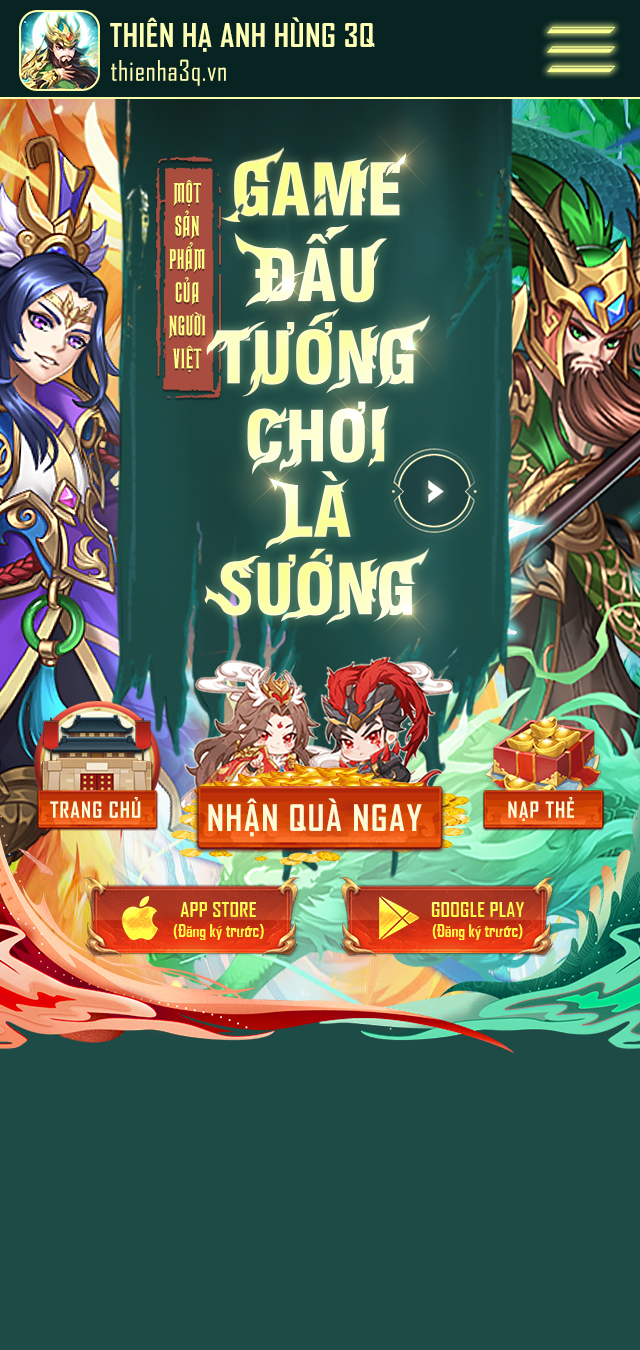 THIÊN HẠ ANH HÙNG 3Q
thienha3q.vn
MỘT
SẢN
PHẨM
CỦA
NGƯỜI
VIỆT
GAME
ĐẤU
TƯỚNG
CHƠI
LÀ
SƯỚNG
TRANG CHỦ
NHẬN QUÀ NGAY
NẠP THẺ
APP STORE
(Đăng ký trước)
GOOGLE PLAY
(Đăng ký trước)